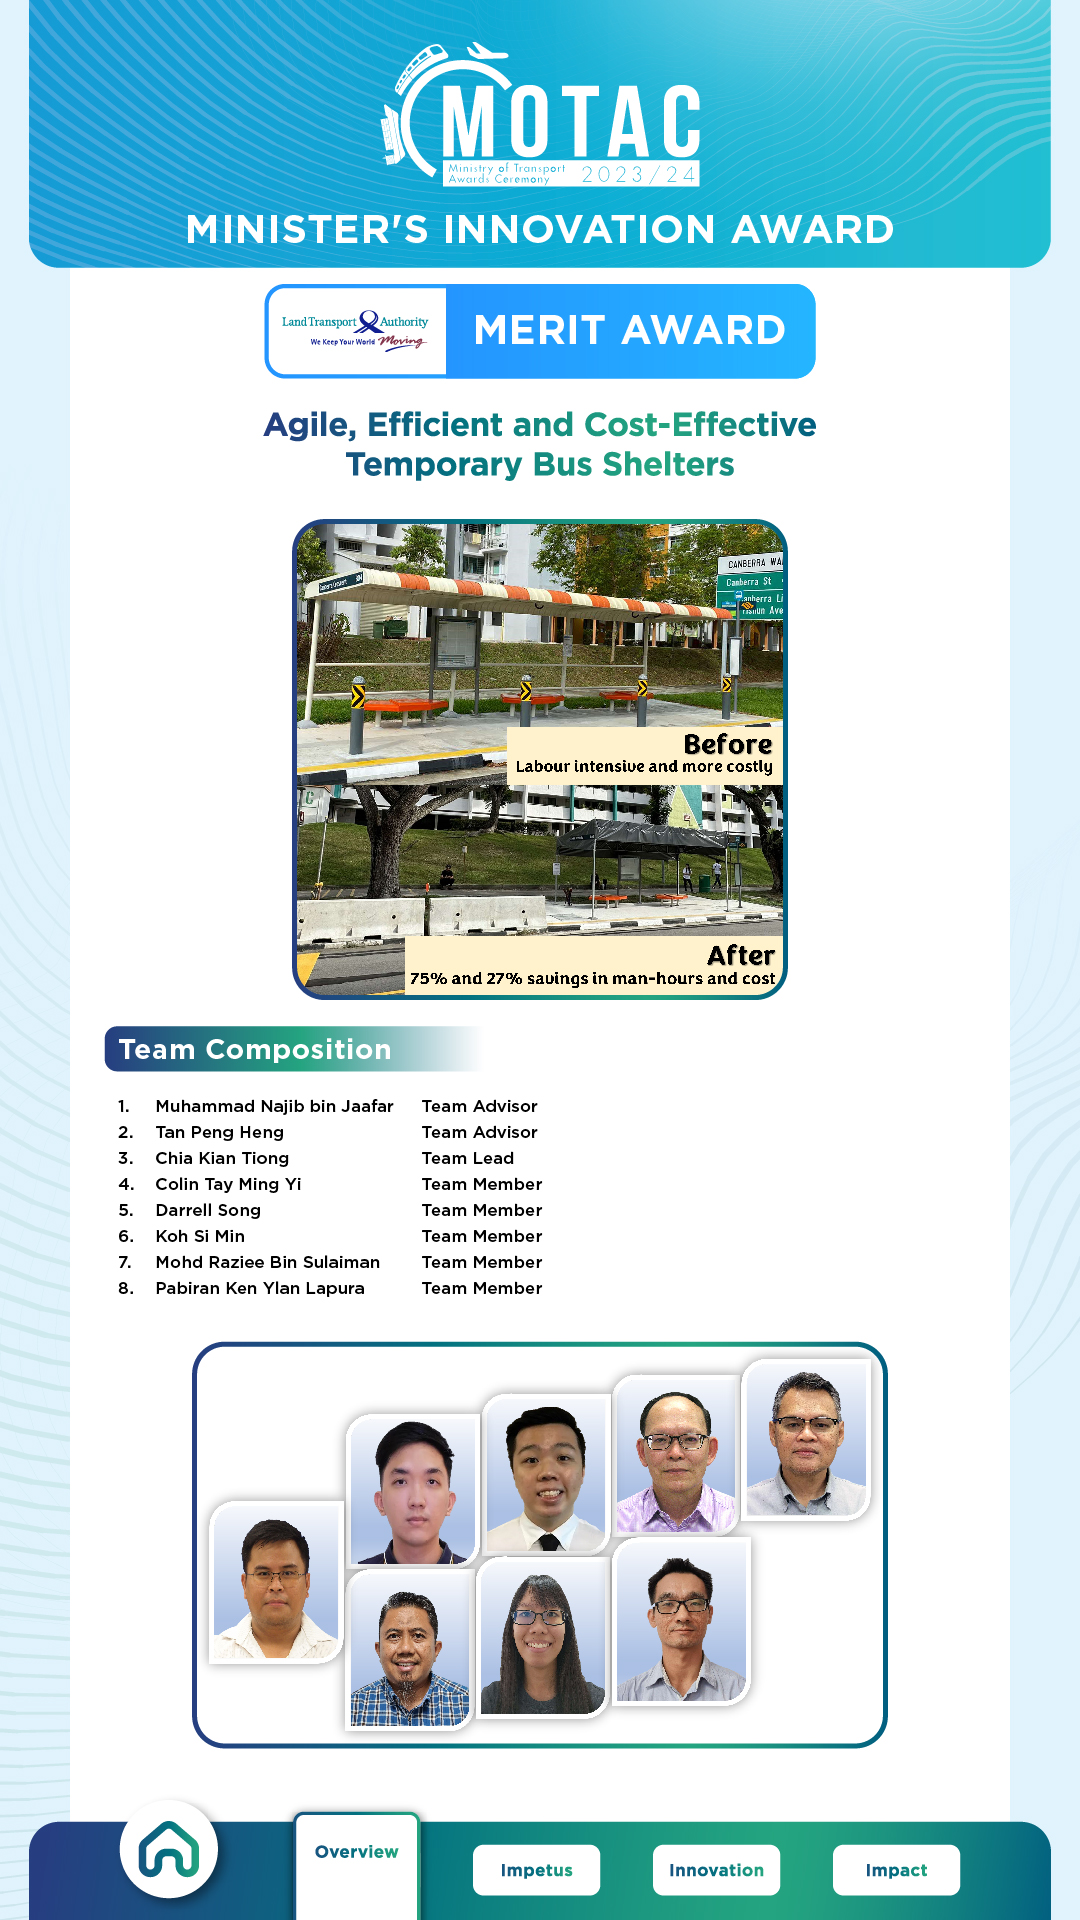 MOTAC
Ministry of Transport
Awards Ceremony
2023/24
MINISTER'S INNOVATION AWARD
Land Transport Authority
We Keep Your World Moving
MERIT AWARD
Agile, Efficient and Cost-Effective
Temporary Bus Shelters
CANBERRA WA
Canberra St
anberra Li
ishun Ave
Before
Labour intensive and more costly
After
75% and 27% savings in man-hours and cost
Team Composition
1. Muhammad Najib bin Jaafar Team Advisor
2. Tan Peng Heng Team Advisor
3. Chia Kian Tiong Team Lead
4. Colin Tay Ming Yi Team Member
5. Darrell Song Team Member
6. Koh Si Min Team Member
7. Mohd Raziee Bin Sulaiman Team Member
8. Pabiran Ken Ylan Lapura Team Member
Overview
Impetus
Innovation
Impact